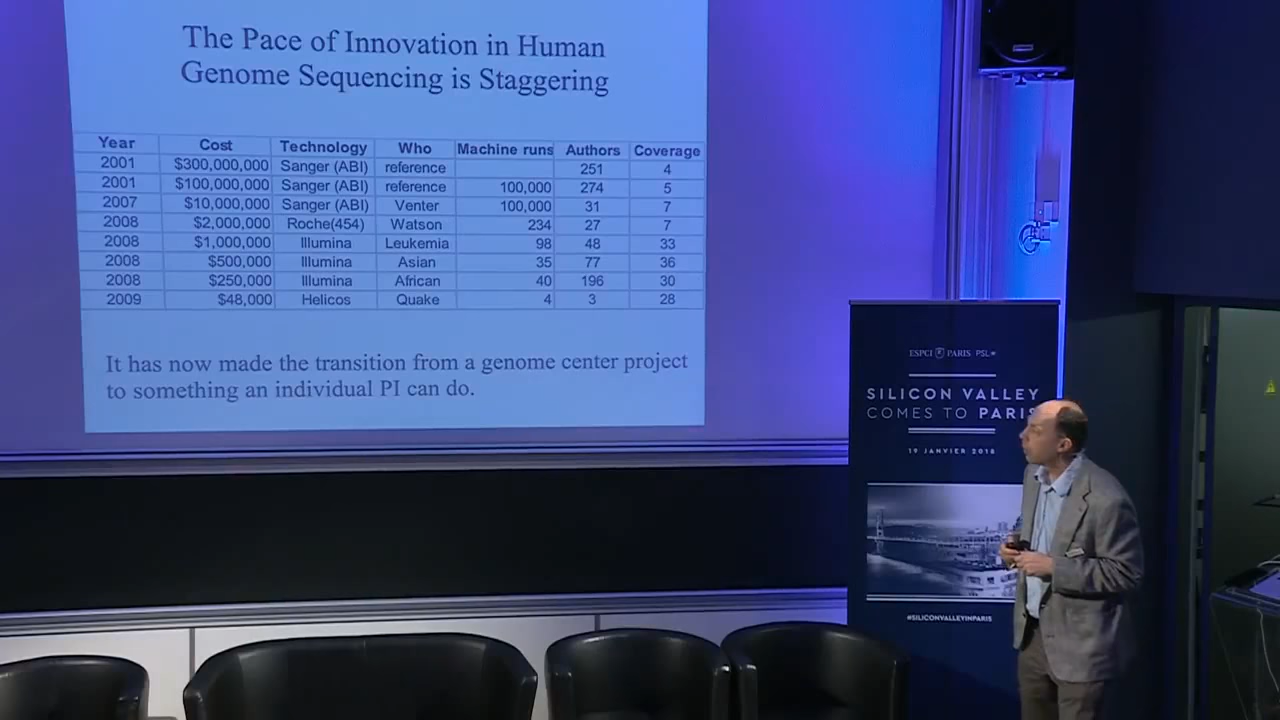 The Pace of Innovation in Human
Genome Sequencing is Staggering
Year Cost Technology Who Machine runs Authors Coverage
2001 $300,000,000 Sanger (ABI) reference 251 4
2001 $100,000,000 Sanger (ABI) reference 100,000 274 5
2007 $10,000,000 Sanger (ABI) Venter 100,000 31 7
2008 $2,000,000 Roche(454) Watson 234 27 7
2008 $1,000,000 Illumina Leukemia 98 48 33
2008 $500,000 Illumina Asian 35 77 36
2008 $250,000 Illumina African 40 196 30
2009 $48,000 Helicos Quake 4 3 28
It has now made the transition from a genome center project
to something an individual PI can do.
ESPCI PARIS PSL
SILICON VALLEY
COMES TO PARIS
19 JANVIER 2018
#SILICONVALLEYINPARIS